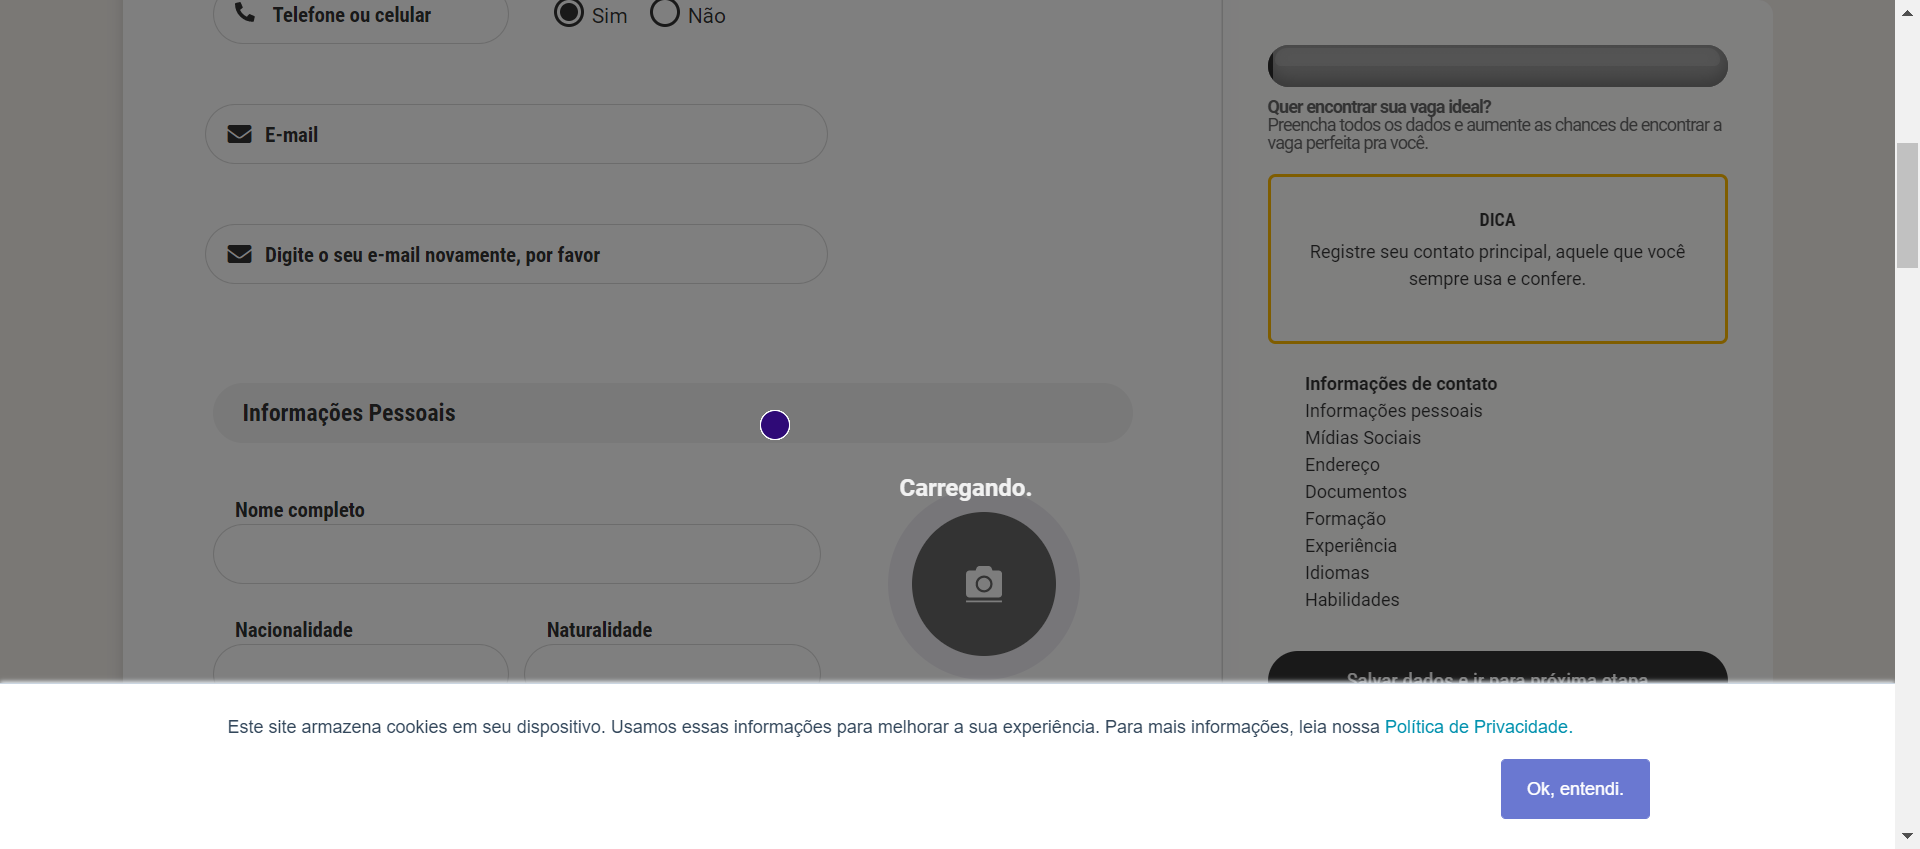 Telefone ou celular
Sim
Não
E-mail
Digite o seu e-mail novamente, por favor
Informações Pessoais
Carregando.
Nome completo
Nacionalidade
Naturalidade
Quer encontrar sua vaga ideal?
Preencha todos os dados e aumente as chances de encontrar a
vaga perfeita pra você.
DICA
Registre seu contato principal, aquele que você
sempre usa e confere.
Informações de contato
Informações pessoais
Mídias Sociais
Endereço
Documentos
Formação
Experiência
Idiomas
Habilidades
Salvar dados e ir para próxima etapa
Este site armazena cookies em seu dispositivo. Usamos essas informações para melhorar a sua experiência. Para mais informações, leia nossa Política de Privacidade.
Ok, entendi.